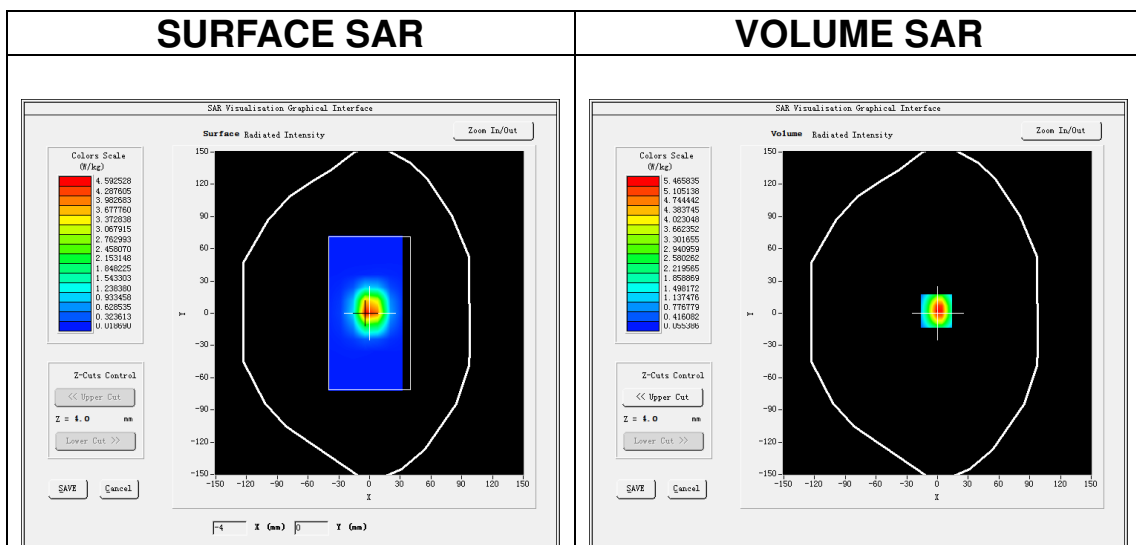 SURFACE SAR
VOLUME SAR
SAR Visualisation Graphical Interface
Surface Radiated Intensity
Zoom In/Out
Colors Scale
(W/kg)
4.592528
4.287605
3.982683
3.677760
3.372838
3.067915
2.762993
2.458070
2.153148
1.848225
1.543303
1.238380
0.933458
0.628535
0.323613
0.018690
Z-Cuts Control
<< Upper Cut
Z = 4.0 mm
Lower Cut >>
SAVE Cancel
150
120
90
60
30
0
-30
-60
-90
-120
-150
Y
-150 -120 -90 -60 -30 0 30 60 90 120 150
X
-4 X (mm) 0 Y (mm)
SAR Visualisation Graphical Interface
Volume Radiated Intensity
Zoom In/Out
Colors Scale
(W/kg)
5.465835
5.105138
4.744442
4.383745
4.023048
3.662352
3.301655
2.940959
2.580262
2.219565
1.858869
1.498172
1.137476
0.776779
0.416082
0.055386
Z-Cuts Control
<< Upper Cut
Z = 4.0 mm
Lower Cut >>
SAVE Cancel
150
120
90
60
30
0
-30
-60
-90
-120
-150
Y
-150 -120 -90 -60 -30 0 30 60 90 120 150
X